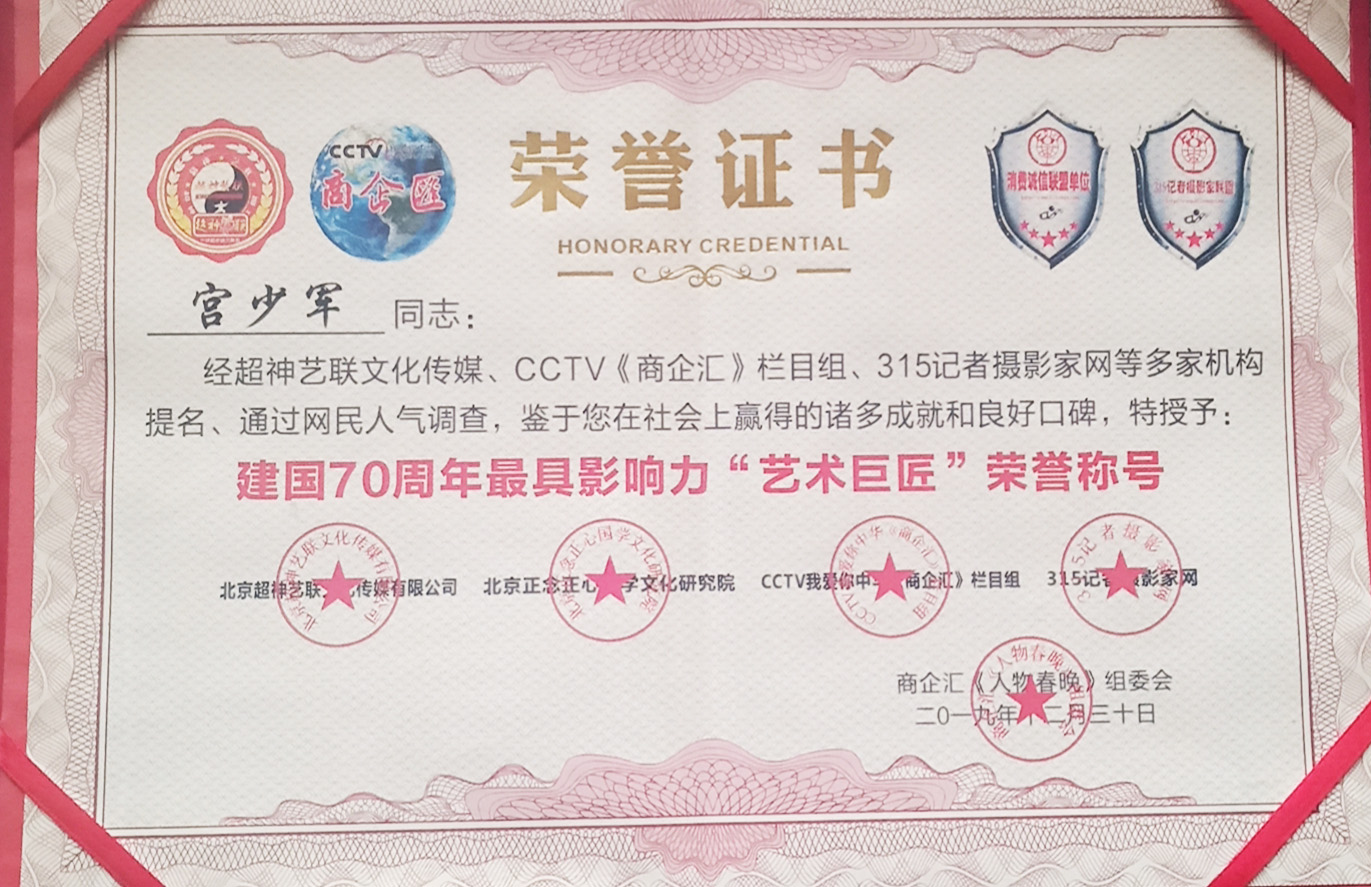 CCTV
商企匯
荣誉证书
HONORARY CREDENTIAL
消费诚信联盟单位
315记者摄影家联盟
宫少军 同志：
经超神艺联文化传媒、CCTV《商企汇》栏目组、315记者摄影家网等多家机构
提名、通过网民人气调查，鉴于您在社会上赢得的诸多成就和良好口碑，特授予：
建国70周年最具影响力“艺术巨匠”荣誉称号
北京超神艺联文化传媒有限公司 北京正念正心国学文化研究院 CCTV我爱你中华《商企汇》栏目组 315记者摄影家网
商企汇《人物春晚》组委会
二0一九年十二月三十日